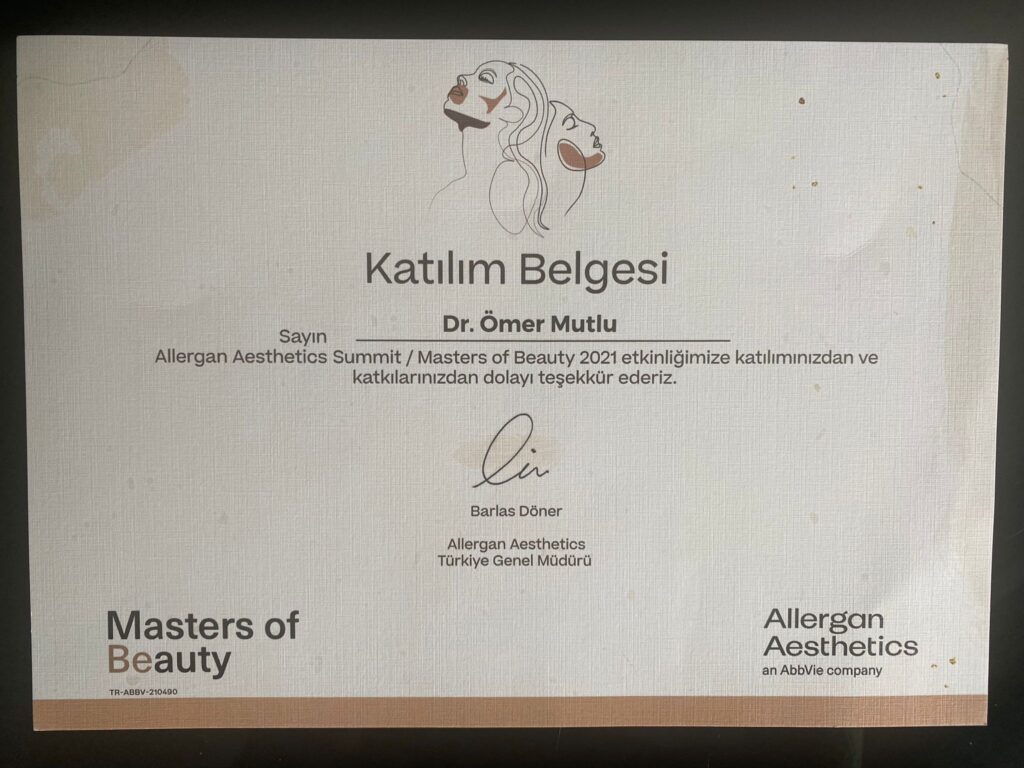 Katılım Belgesi
Sayın Dr. Ömer Mutlu
Allergan Aesthetics Summit / Masters of Beauty 2021 etkinliğimize katılımınızdan ve
katkılarınızdan dolayı teşekkür ederiz.
Barlas Döner
Allergan Aesthetics
Türkiye Genel Müdürü
Masters of
Beauty
TR-ABBV-210490
Allergan
Aesthetics
an AbbVie company